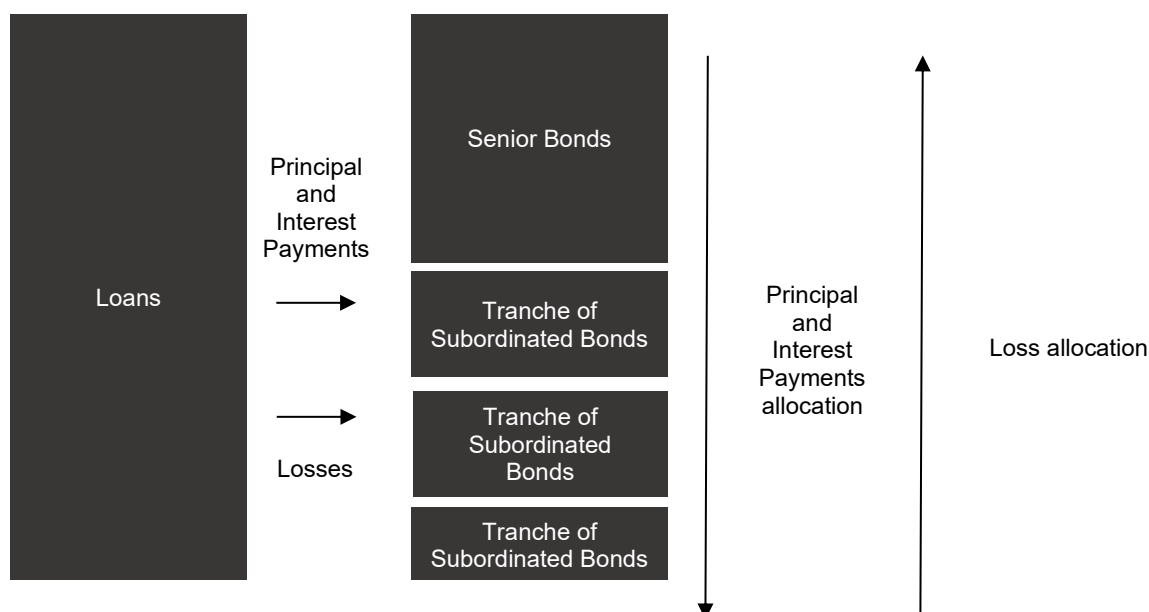 Loans
Principal
and
Interest
Payments
Losses
Senior Bonds
Tranche of
Subordinated Bonds
Tranche of
Subordinated
Bonds
Tranche of
Subordinated Bonds
Principal
and
Interest
Payments
allocation
Loss allocation